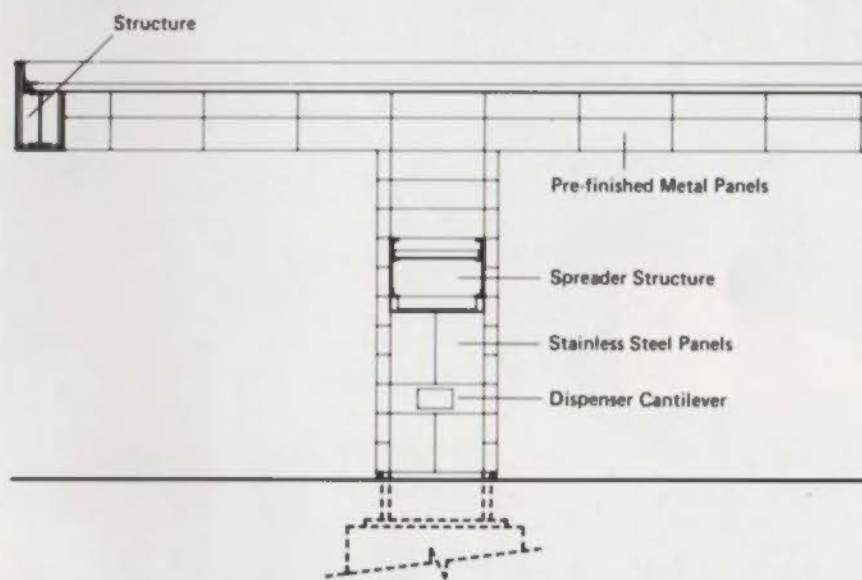 Structure
Pre-finished Metal Panels
Spreader Structure
Stainless Steel Panels
Dispenser Cantilever